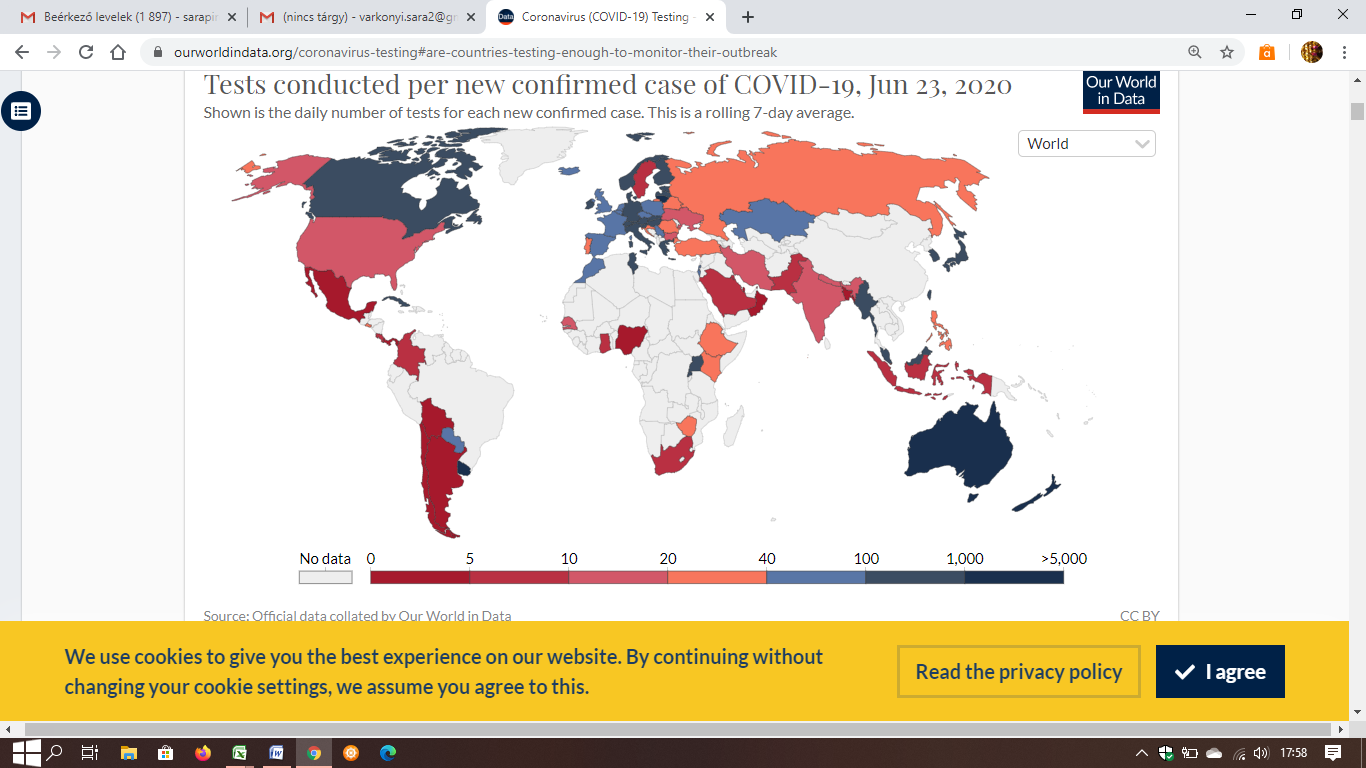 Beérkező levelek (1 897) - sarapir
(nincs tárgy) - varkonyi.sara2@gm
Data
Coronavirus (COVID-19) Testing -
ourworldindata.org/coronavirus-testing#are-countries-testing-enough-to-monitor-their-outbreak
Tests conducted per new confirmed case of COVID-19, Jun 23, 2020
Shown is the daily number of tests for each new confirmed case. This is a rolling 7-day average.
Our World
in Data
World
No data 0 5 10 20 40 100 1,000 >5,000
Source: Official data collated by Our World in Data
CC BY
We use cookies to give you the best experience on our website. By continuing without
changing your cookie settings, we assume you agree to this.
Read the privacy policy
I agree
17:58